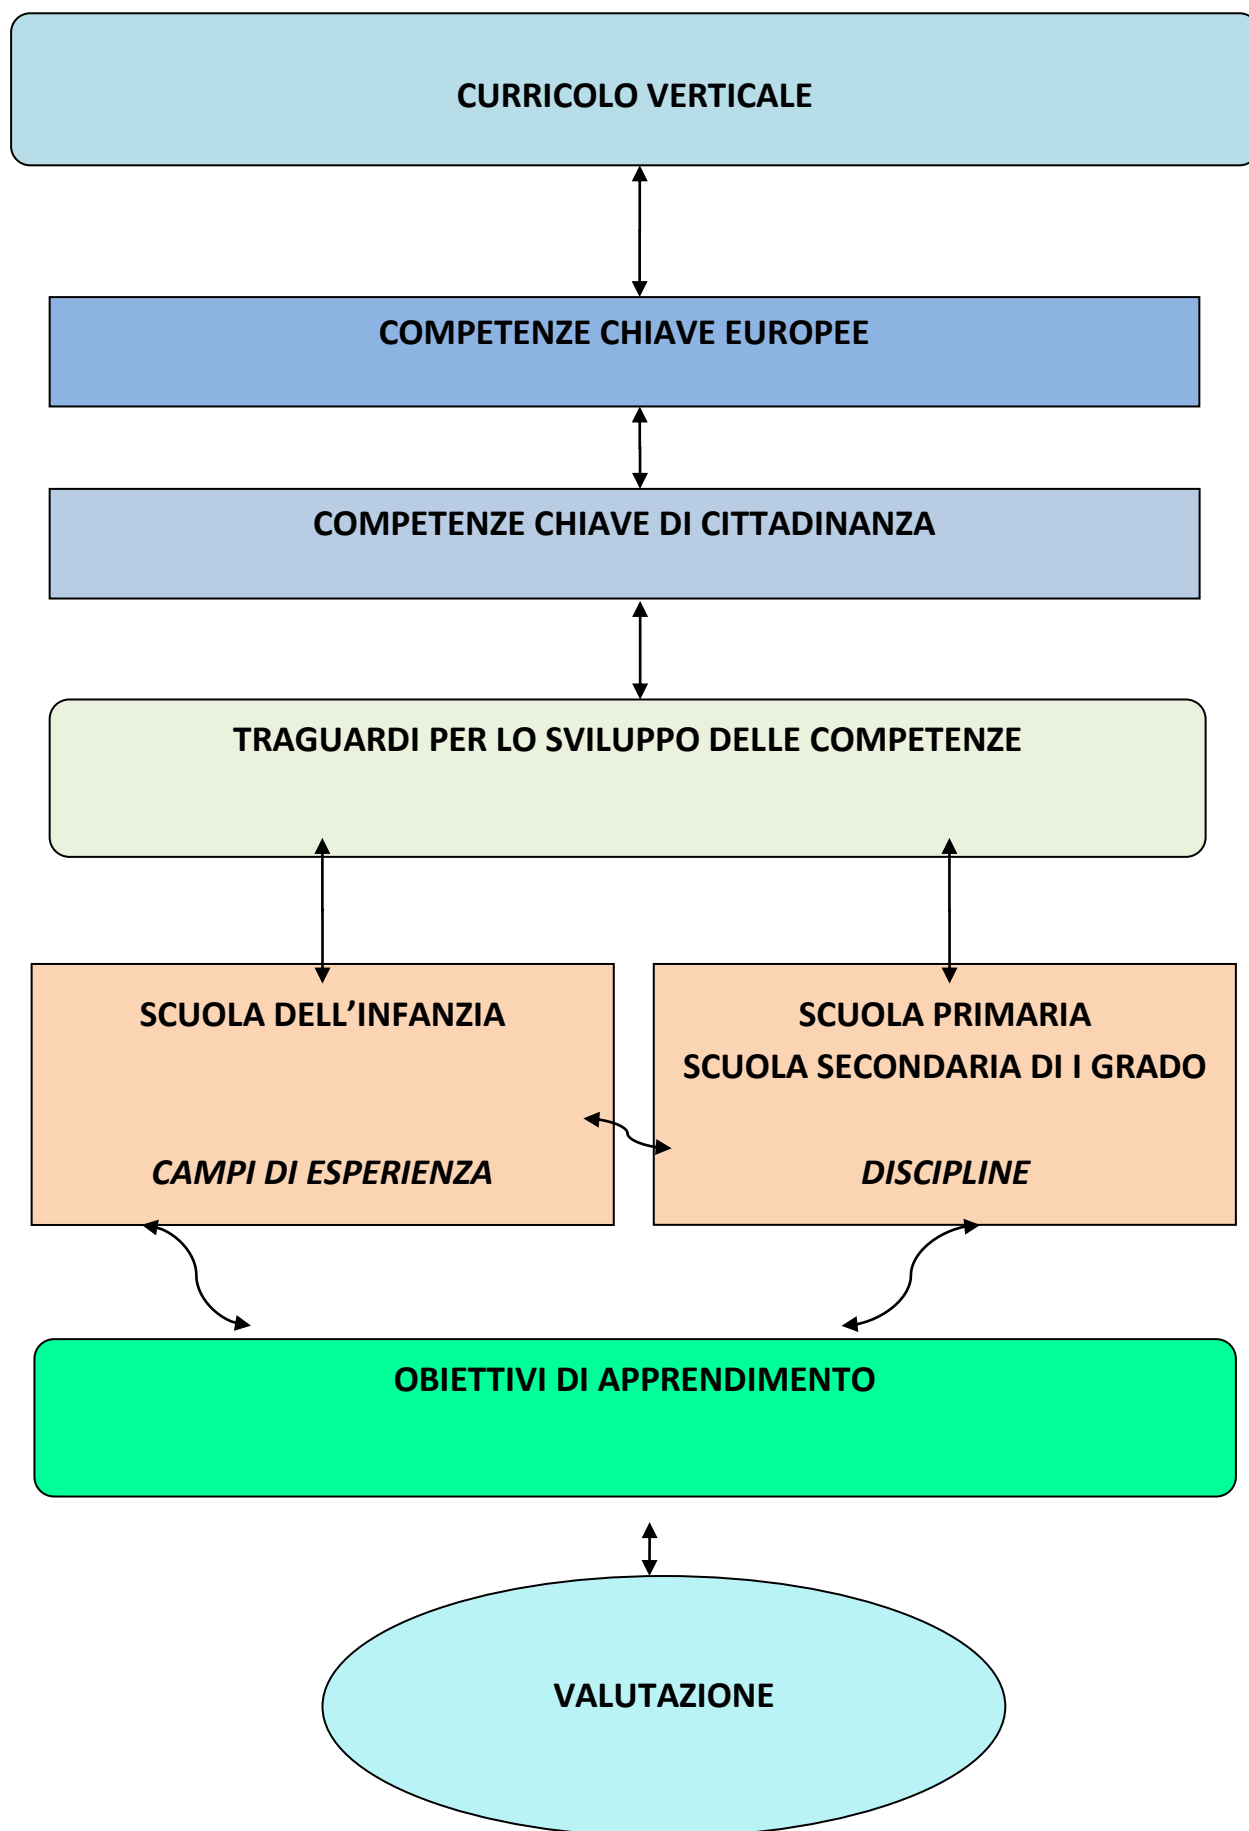 CURRICOLO VERTICALE
COMPETENZE CHIAVE EUROPEE
COMPETENZE CHIAVE DI CITTADINANZA
TRAGUARDI PER LO SVILUPPO DELLE COMPETENZE
SCUOLA DELL’INFANZIA
CAMPI DI ESPERIENZA
SCUOLA PRIMARIA
SCUOLA SECONDARIA DI I GRADO
DISCIPLINE
OBIETTIVI DI APPRENDIMENTO
VALUTAZIONE